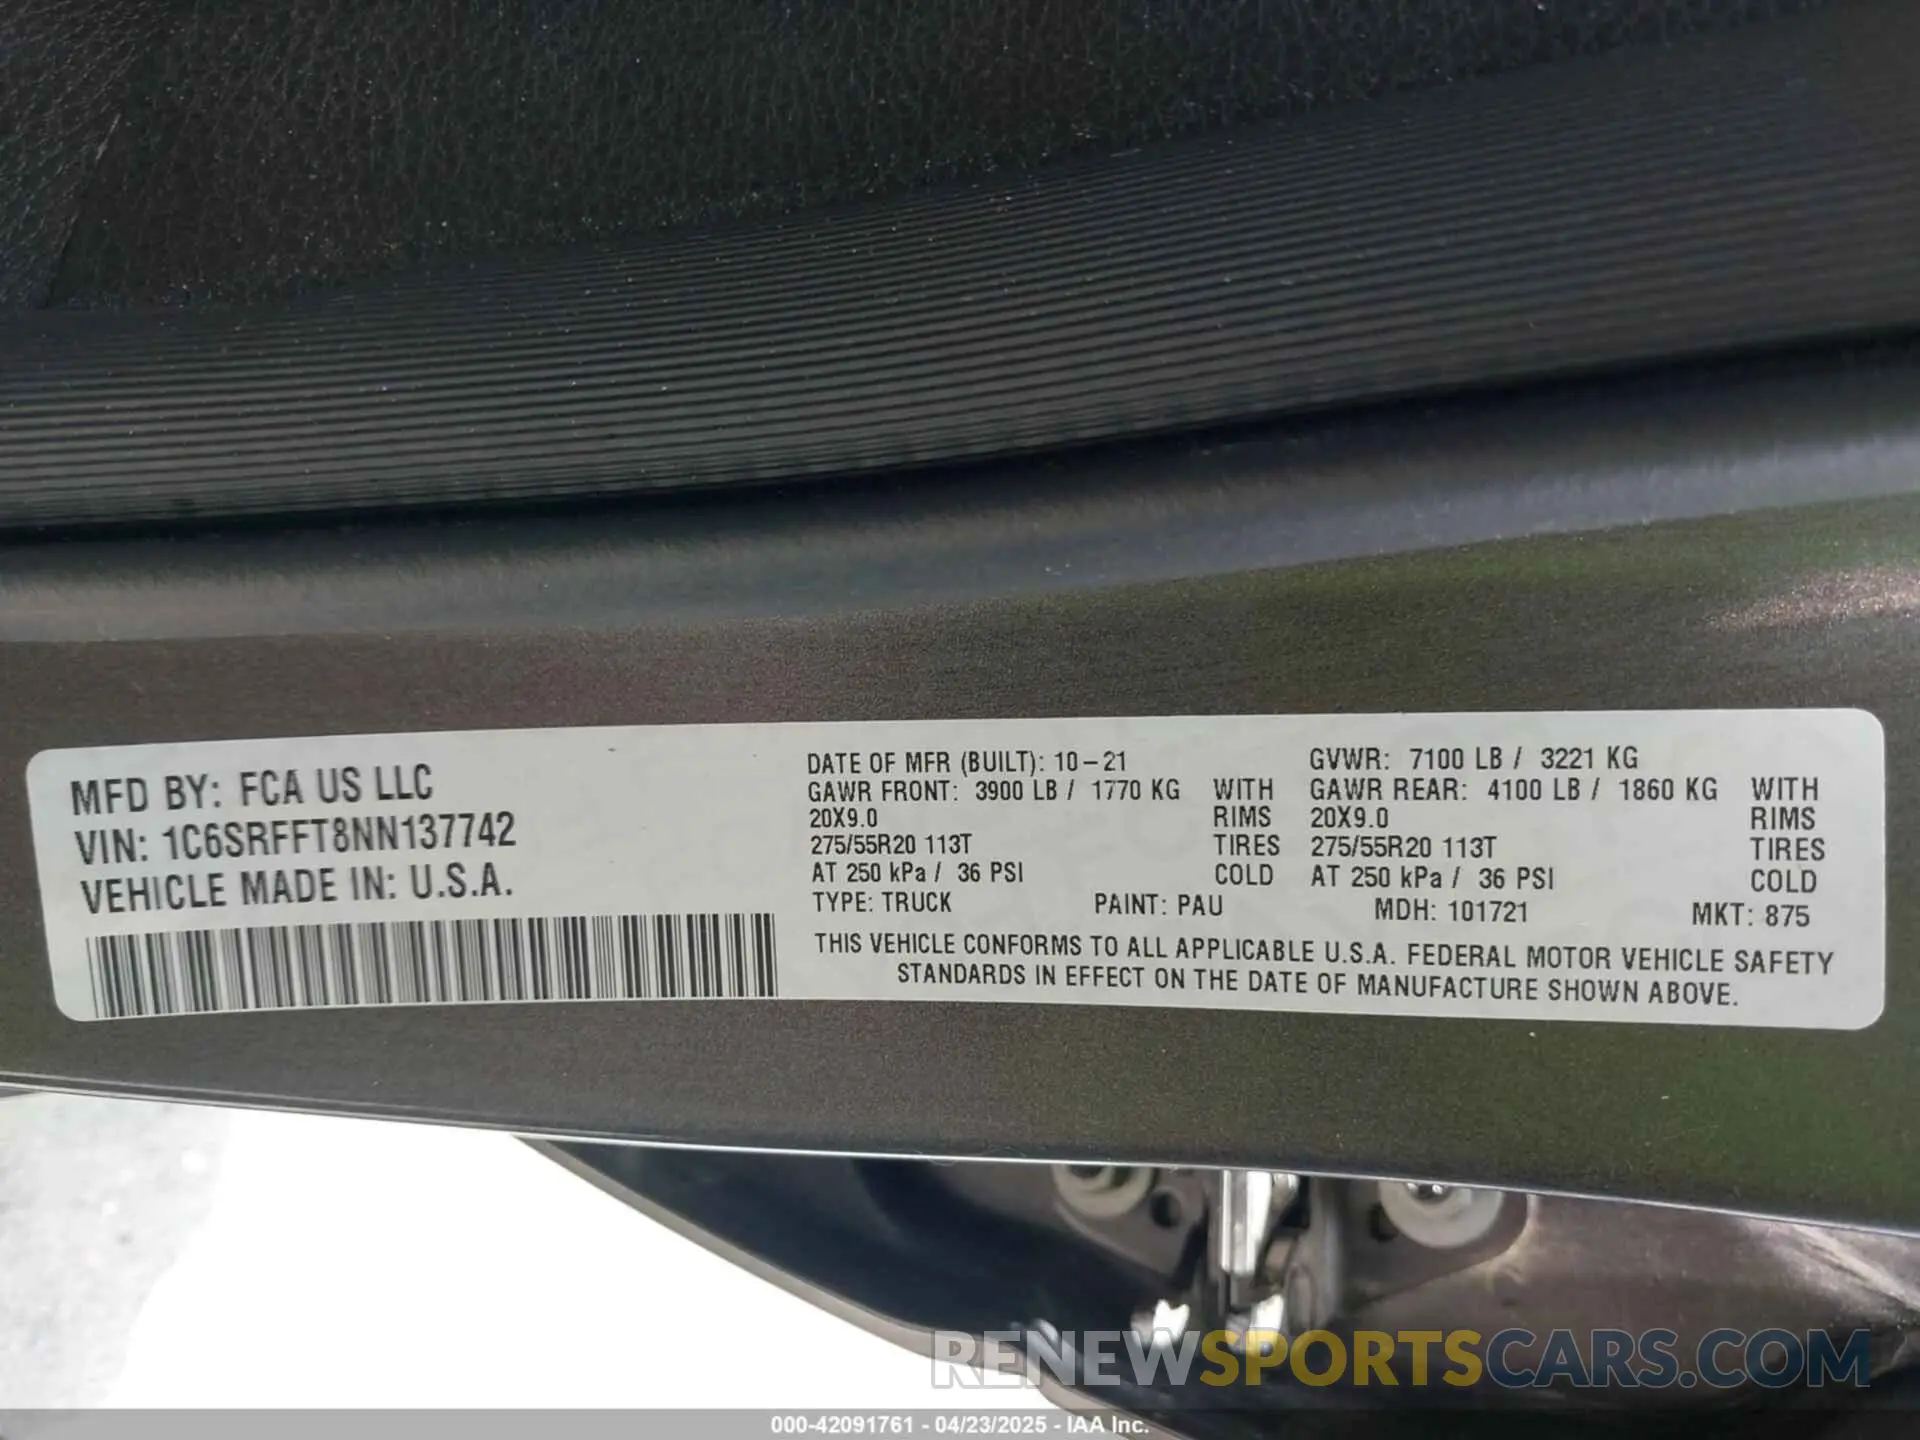 MFD BY: FCA US LLC
VIN: 1C6SRFFT8NN137742
VEHICLE MADE IN: U.S.A.
DATE OF MFR (BUILT): 10-21
GAWR FRONT: 3900 LB / 1770 KG WITH
20X9.0 RIMS
275/55R20 113T TIRES
AT 250 kPa / 36 PSI COLD
GVWR: 7100 LB / 3221 KG
GAWR REAR: 4100 LB / 1860 KG WITH
20X9.0 RIMS
275/55R20 113T TIRES
AT 250 kPa / 36 PSI COLD
TYPE: TRUCK PAINT: PAU MDH: 101721 MKT: 875
THIS VEHICLE CONFORMS TO ALL APPLICABLE U.S.A. FEDERAL MOTOR VEHICLE SAFETY
STANDARDS IN EFFECT ON THE DATE OF MANUFACTURE SHOWN ABOVE.
RENEWSPORTSCARS.COM
000-42091761 - 04/23/2025 - IAA Inc.